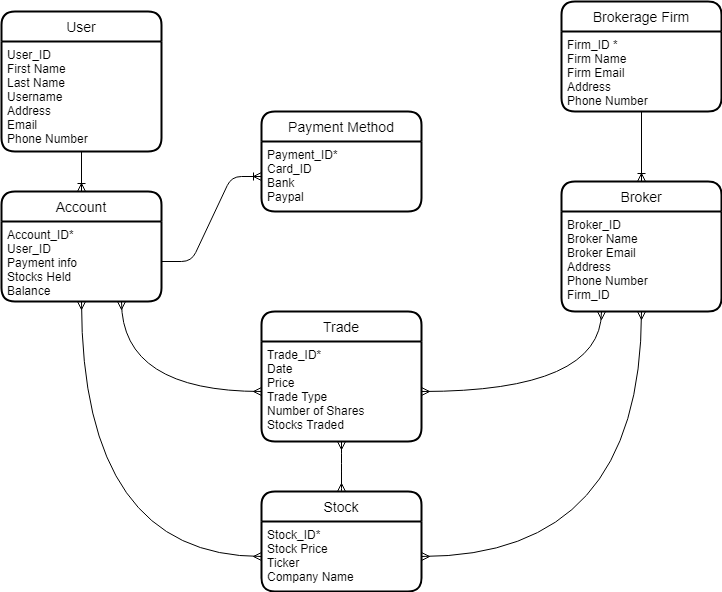 User
User_ID
First Name
Last Name
Username
Address
Email
Phone Number
Brokerage Firm
Firm_ID *
Firm Name
Firm Email
Address
Phone Number
Payment Method
Payment_ID*
Card_ID
Bank
Paypal
Account
Account_ID*
User_ID
Payment info
Stocks Held
Balance
Broker
Broker_ID
Broker Name
Broker Email
Address
Phone Number
Firm_ID
Trade
Trade_ID*
Date
Price
Trade Type
Number of Shares
Stocks Traded
Stock
Stock_ID*
Stock Price
Ticker
Company Name